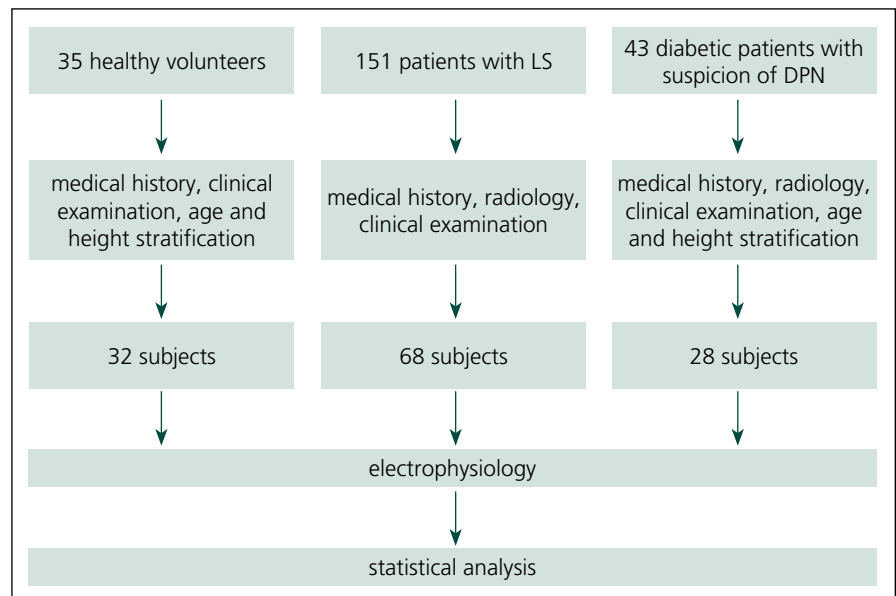 35 healthy volunteers
151 patients with LS
43 diabetic patients with
suspicion of DPN
medical history, clinical
examination, age and
height stratification
medical history, radiology,
clinical examination
medical history, radiology,
clinical examination, age
and height stratification
32 subjects
68 subjects
28 subjects
electrophysiology
statistical analysis